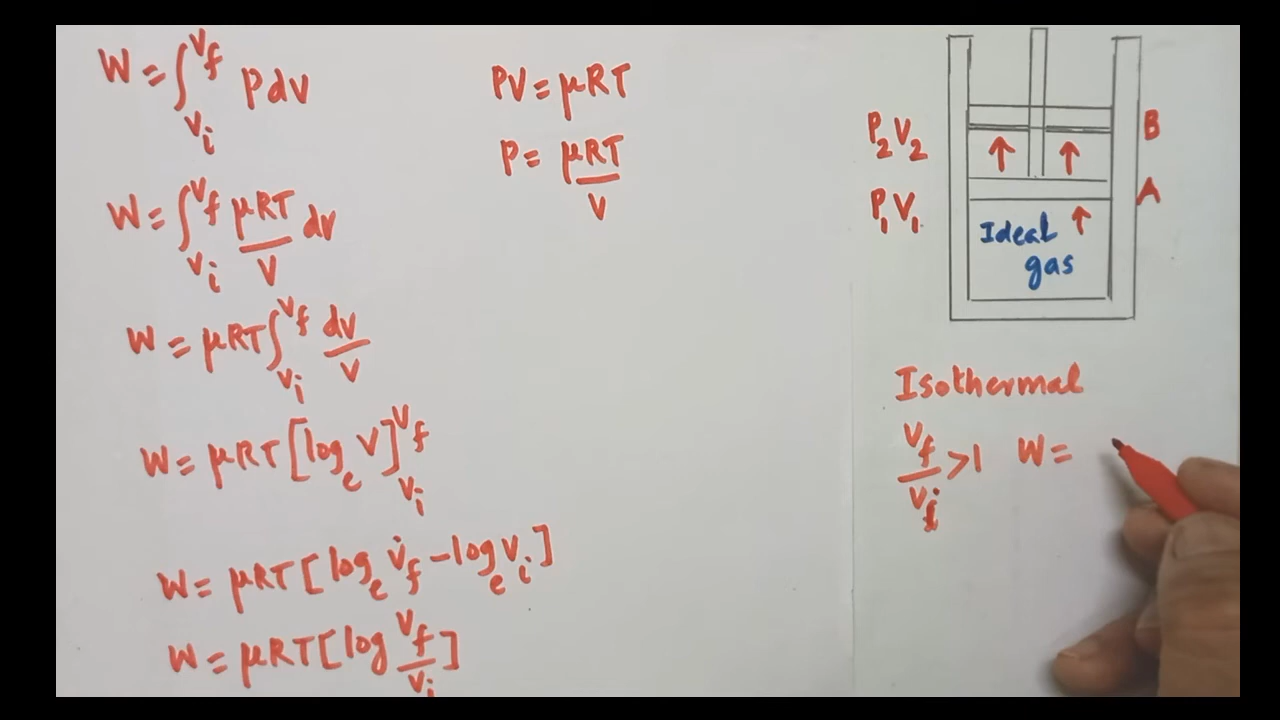 W = ∫_{Vi}^{Vf} P dV
W = ∫_{Vi}^{Vf} μRT/V dV
W = μRT ∫_{Vi}^{Vf} dV/V
W = μRT [log_e V]_{Vi}^{Vf}
W = μRT [log_e Vf - log_e Vi]
W = μRT [log Vf/Vi]
PV = μRT
P = μRT/V
P₂V₂
B
P₁V₁
A
Ideal
gas
Isothermal
Vf/Vi > 1 W =